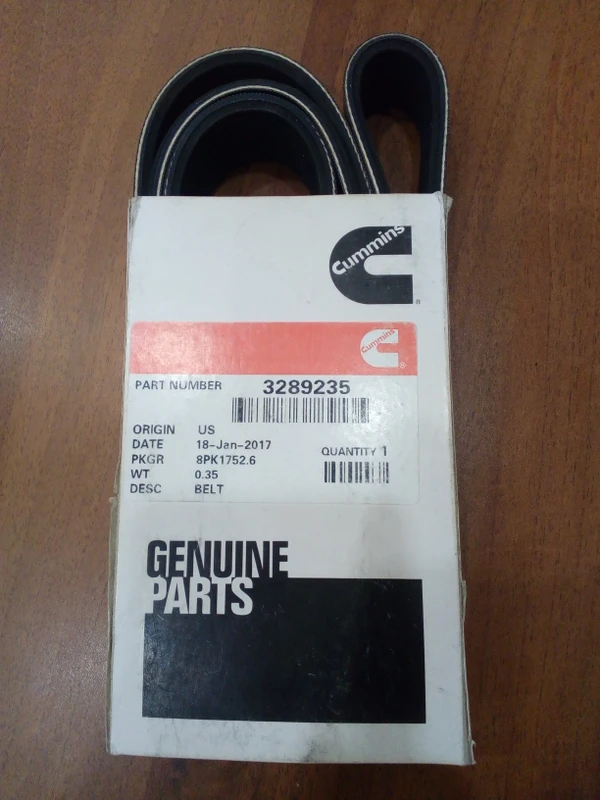 Cummins
®
Cummins
®
PART NUMBER 3289235
ORIGIN US
DATE 18-Jan-2017
PKGR 8PK1752.6
QUANTITY 1
WT 0.35
DESC BELT
GENUINE
PARTS